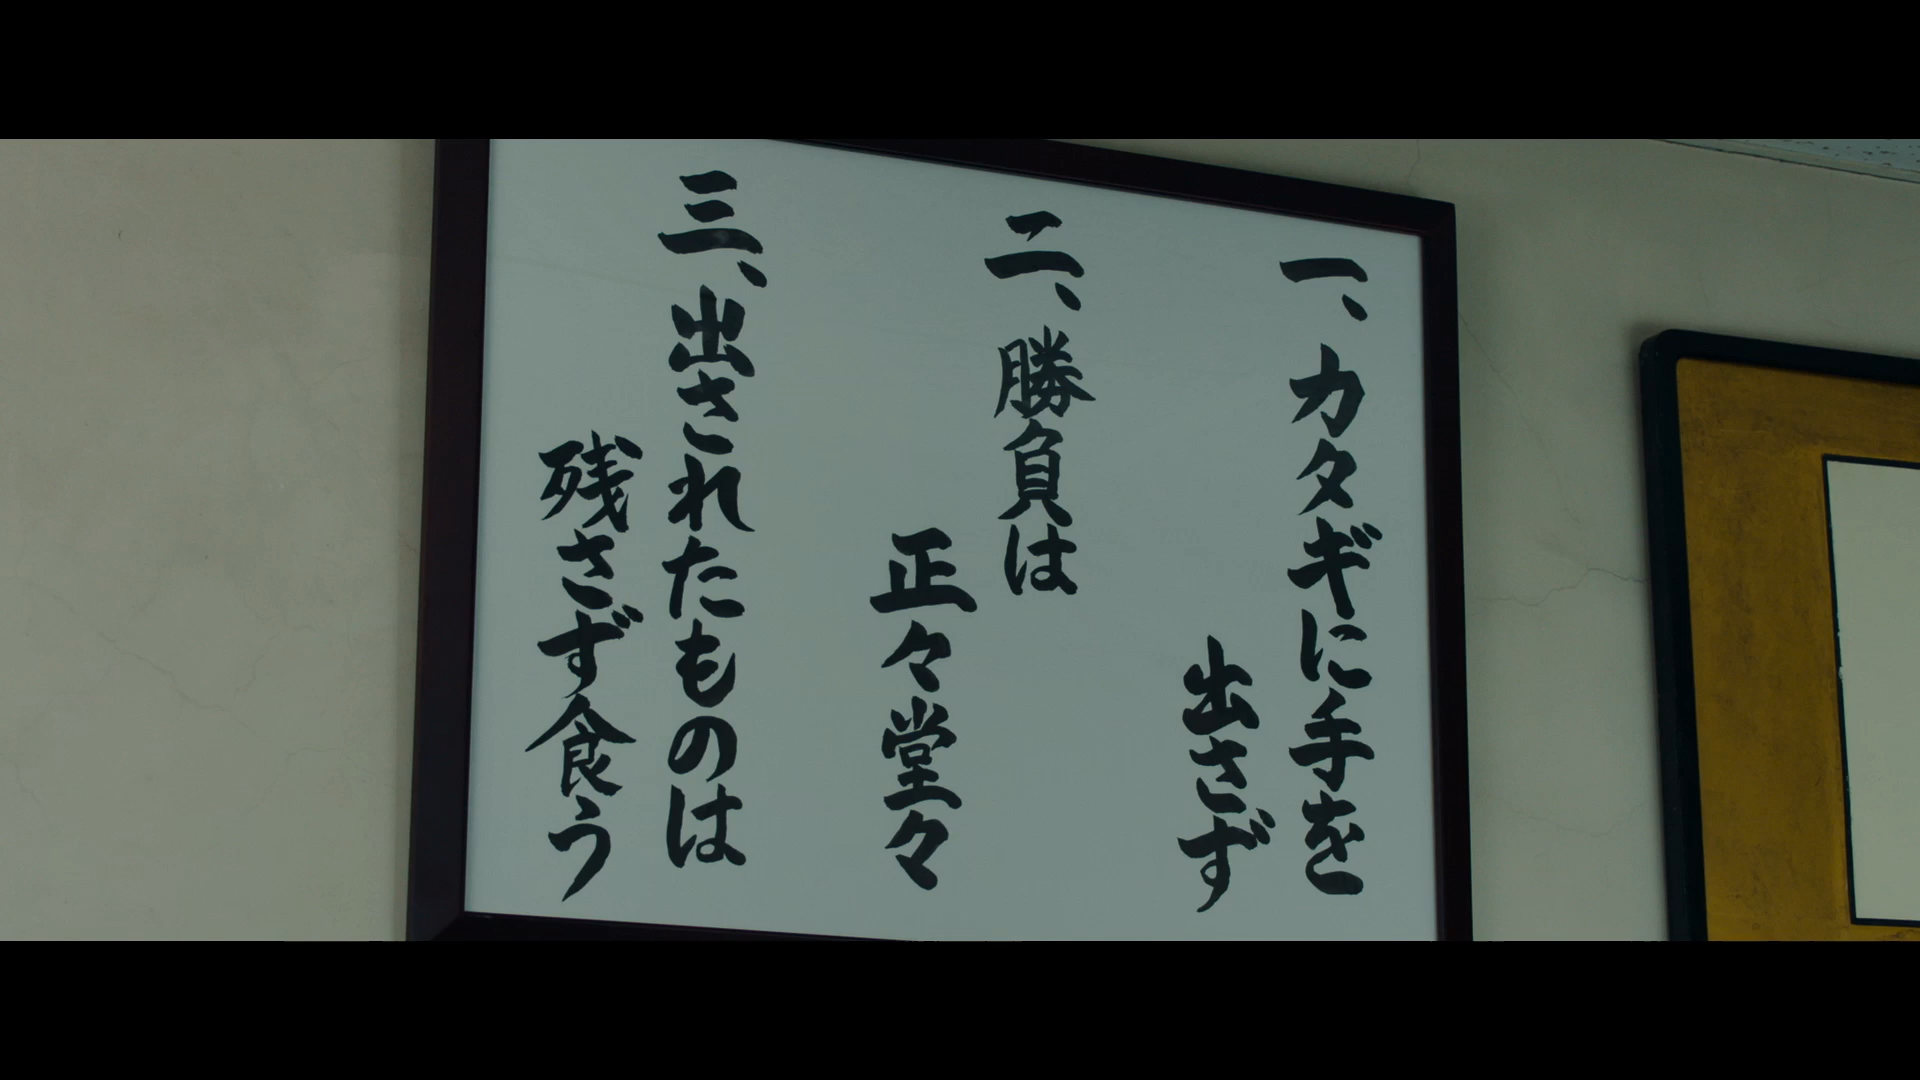 一、カタギに手を
出さず
二、勝負は
正々堂々
三、出されたものは
残さず食う